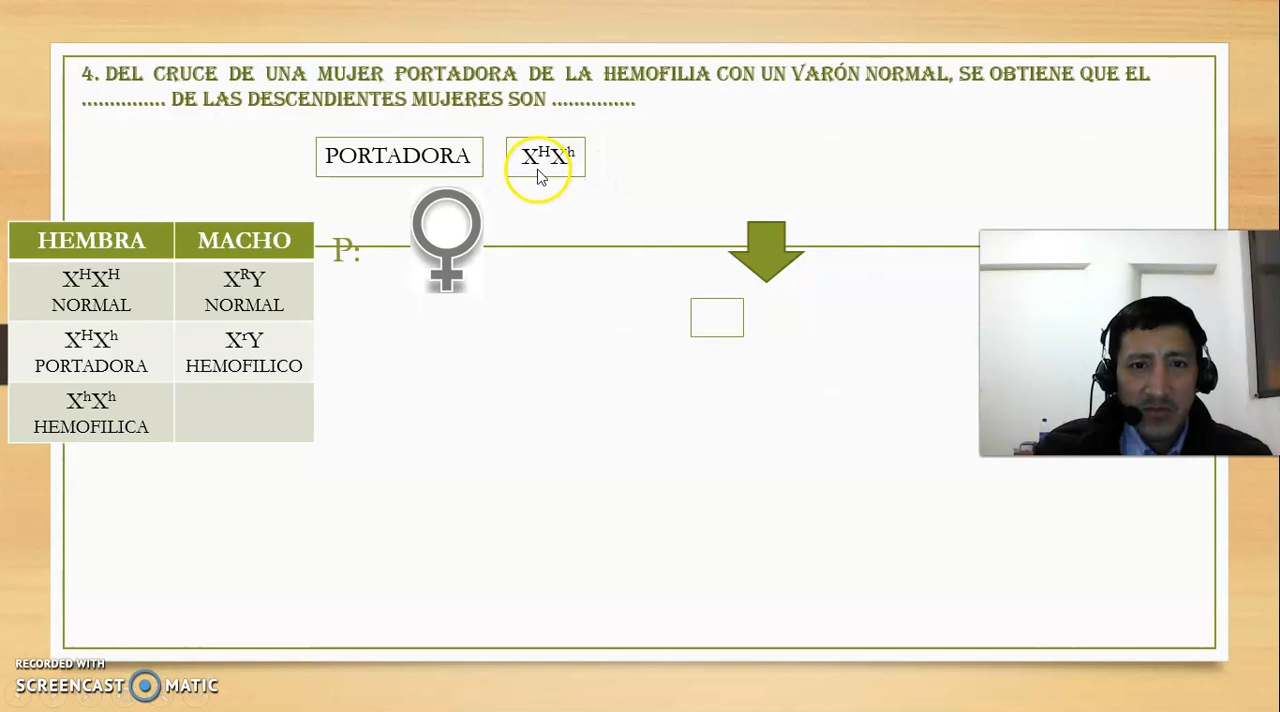 4. DEL CRUCE DE UNA MUJER PORTADORA DE LA HEMOFILIA CON UN VARÓN NORMAL, SE OBTIENE QUE EL
............... DE LAS DESCENDIENTES MUJERES SON ...............
PORTADORA XᴴXʰ
P:
HEMBRA MACHO
XᴴXᴴ XᴿY
NORMAL NORMAL
XᴴXʰ XʳY
PORTADORA HEMOFILICO
XʰXʰ
HEMOFILICA
RECORDED WITH
SCREENCAST MATIC